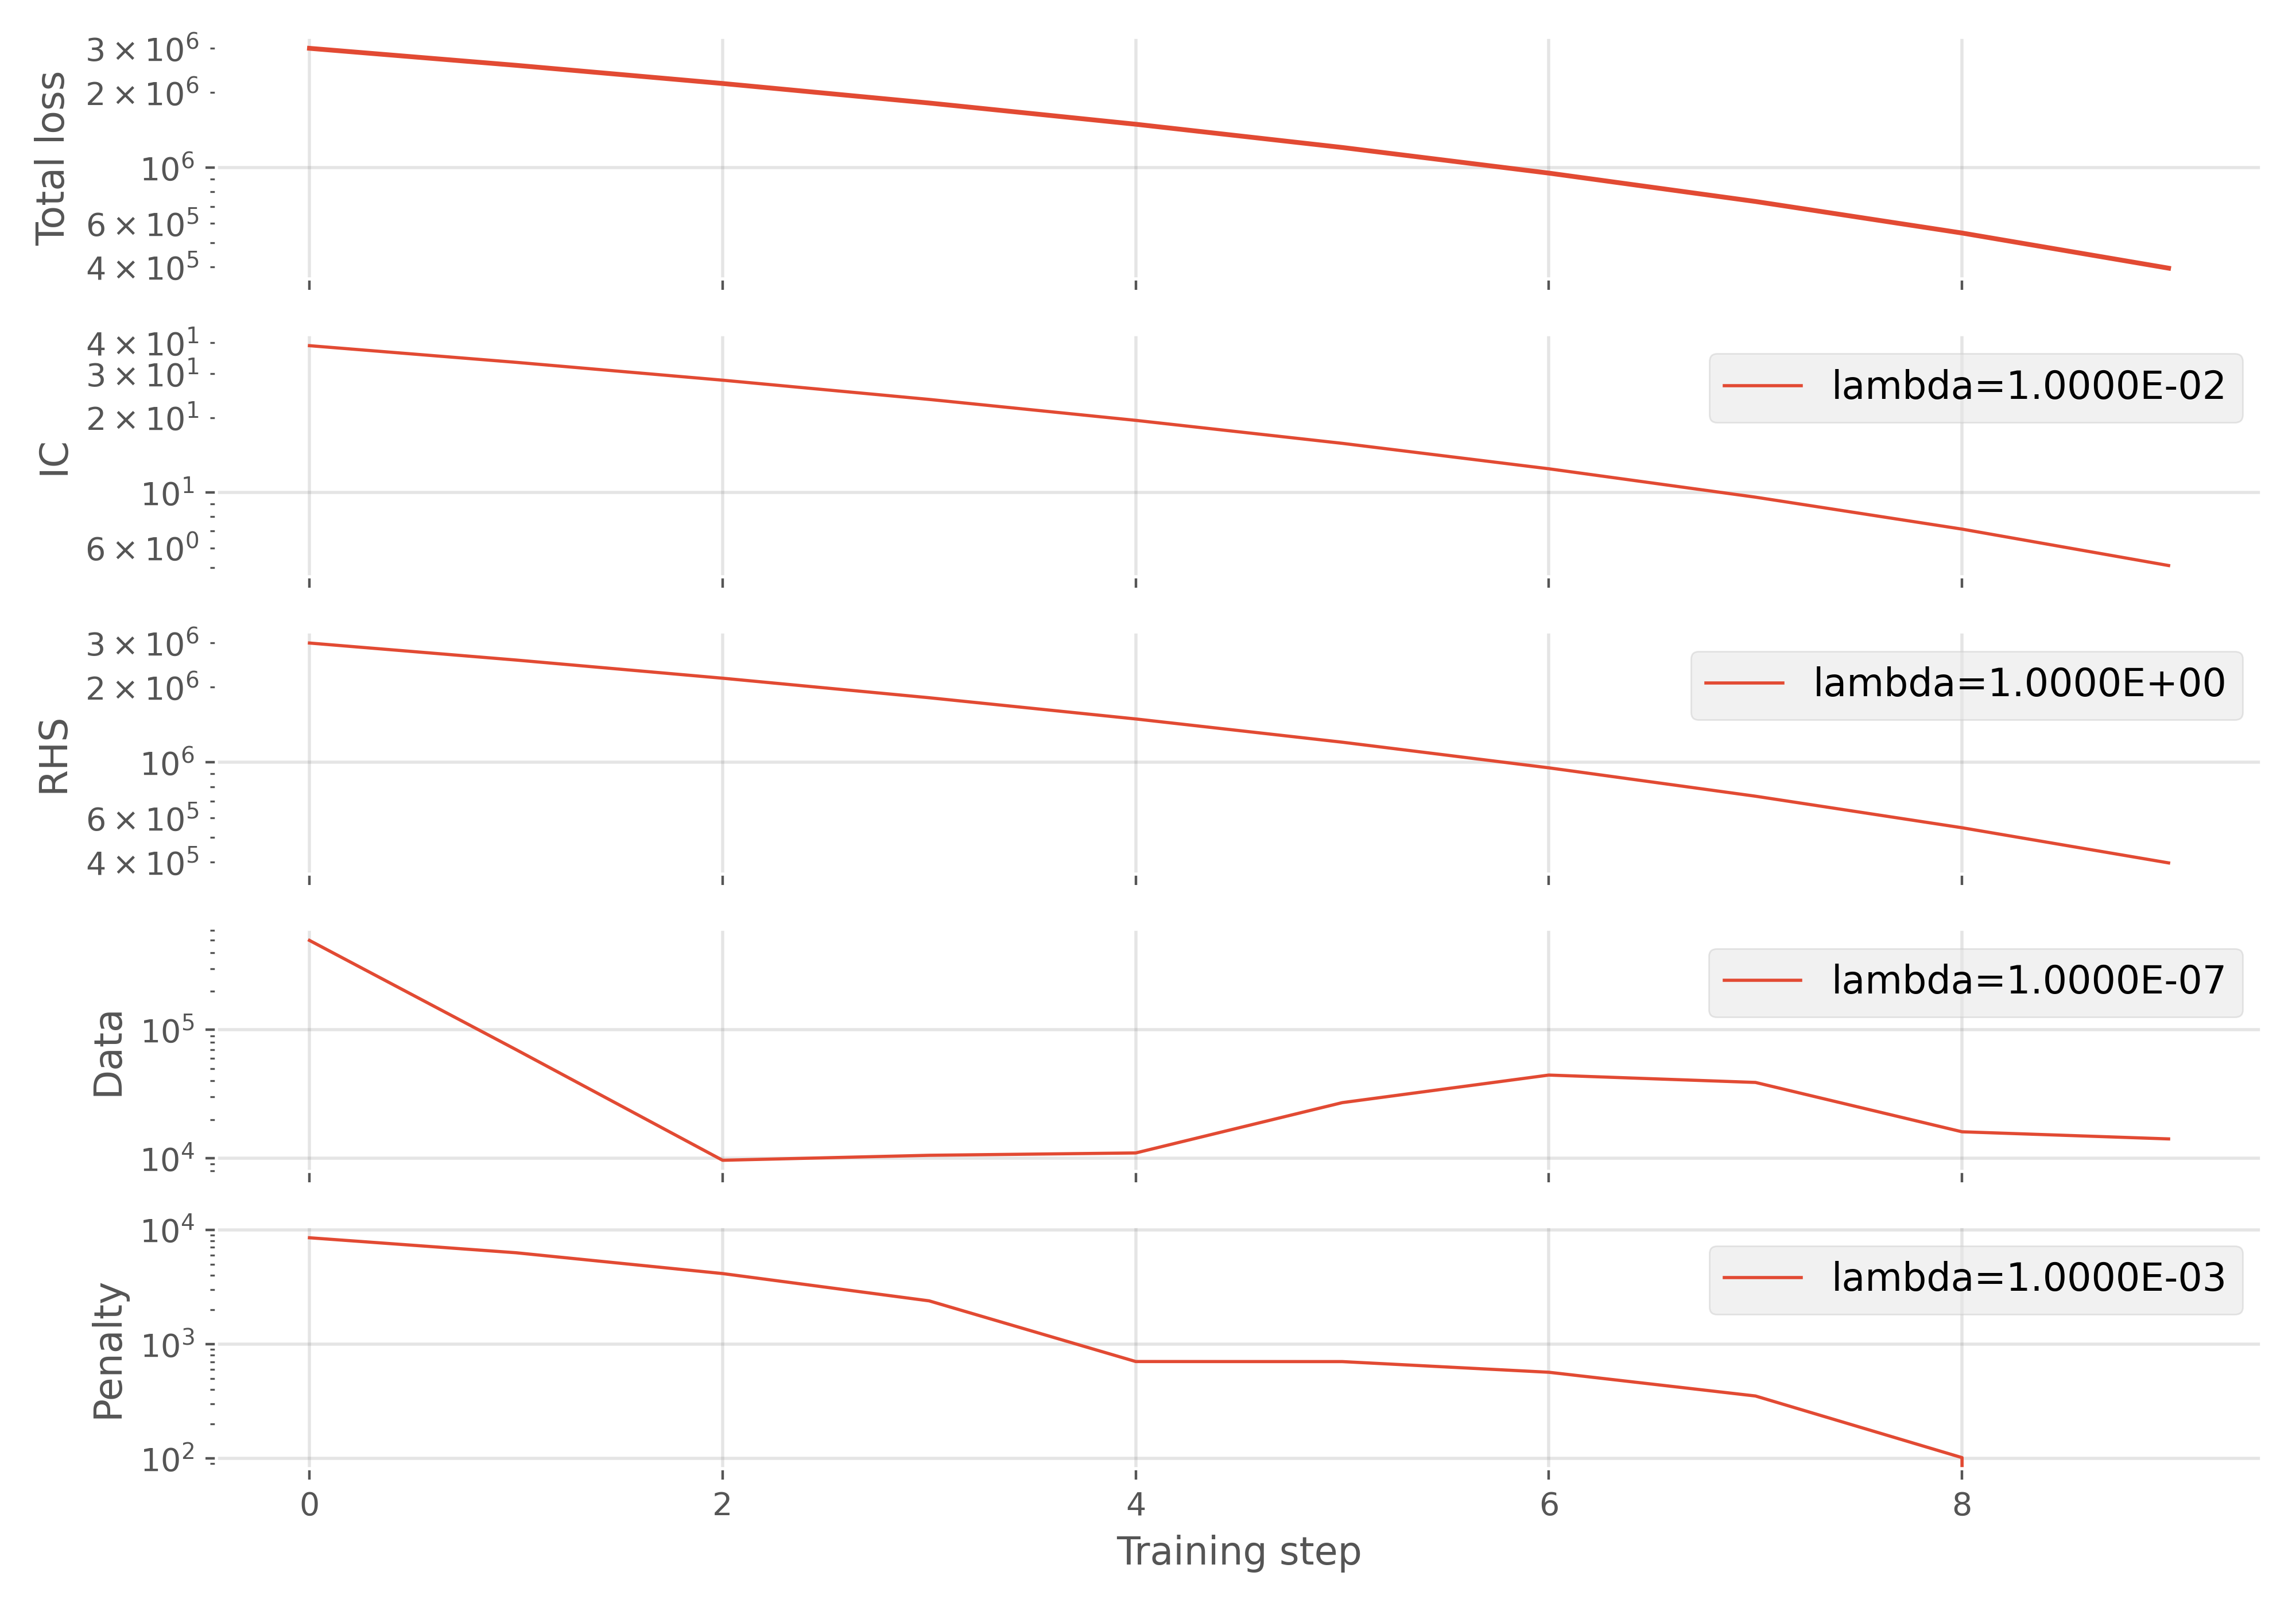 Total loss
3 × 10⁶
2 × 10⁶
10⁶
6 × 10⁵
4 × 10⁵
IC
4 × 10¹
3 × 10¹
2 × 10¹
10¹
6 × 10⁰
lambda=1.0000E-02
RHS
3 × 10⁶
2 × 10⁶
10⁶
6 × 10⁵
4 × 10⁵
lambda=1.0000E+00
Data
10⁵
10⁴
lambda=1.0000E-07
Penalty
10⁴
10³
10²
lambda=1.0000E-03
0 2 4 6 8
Training step